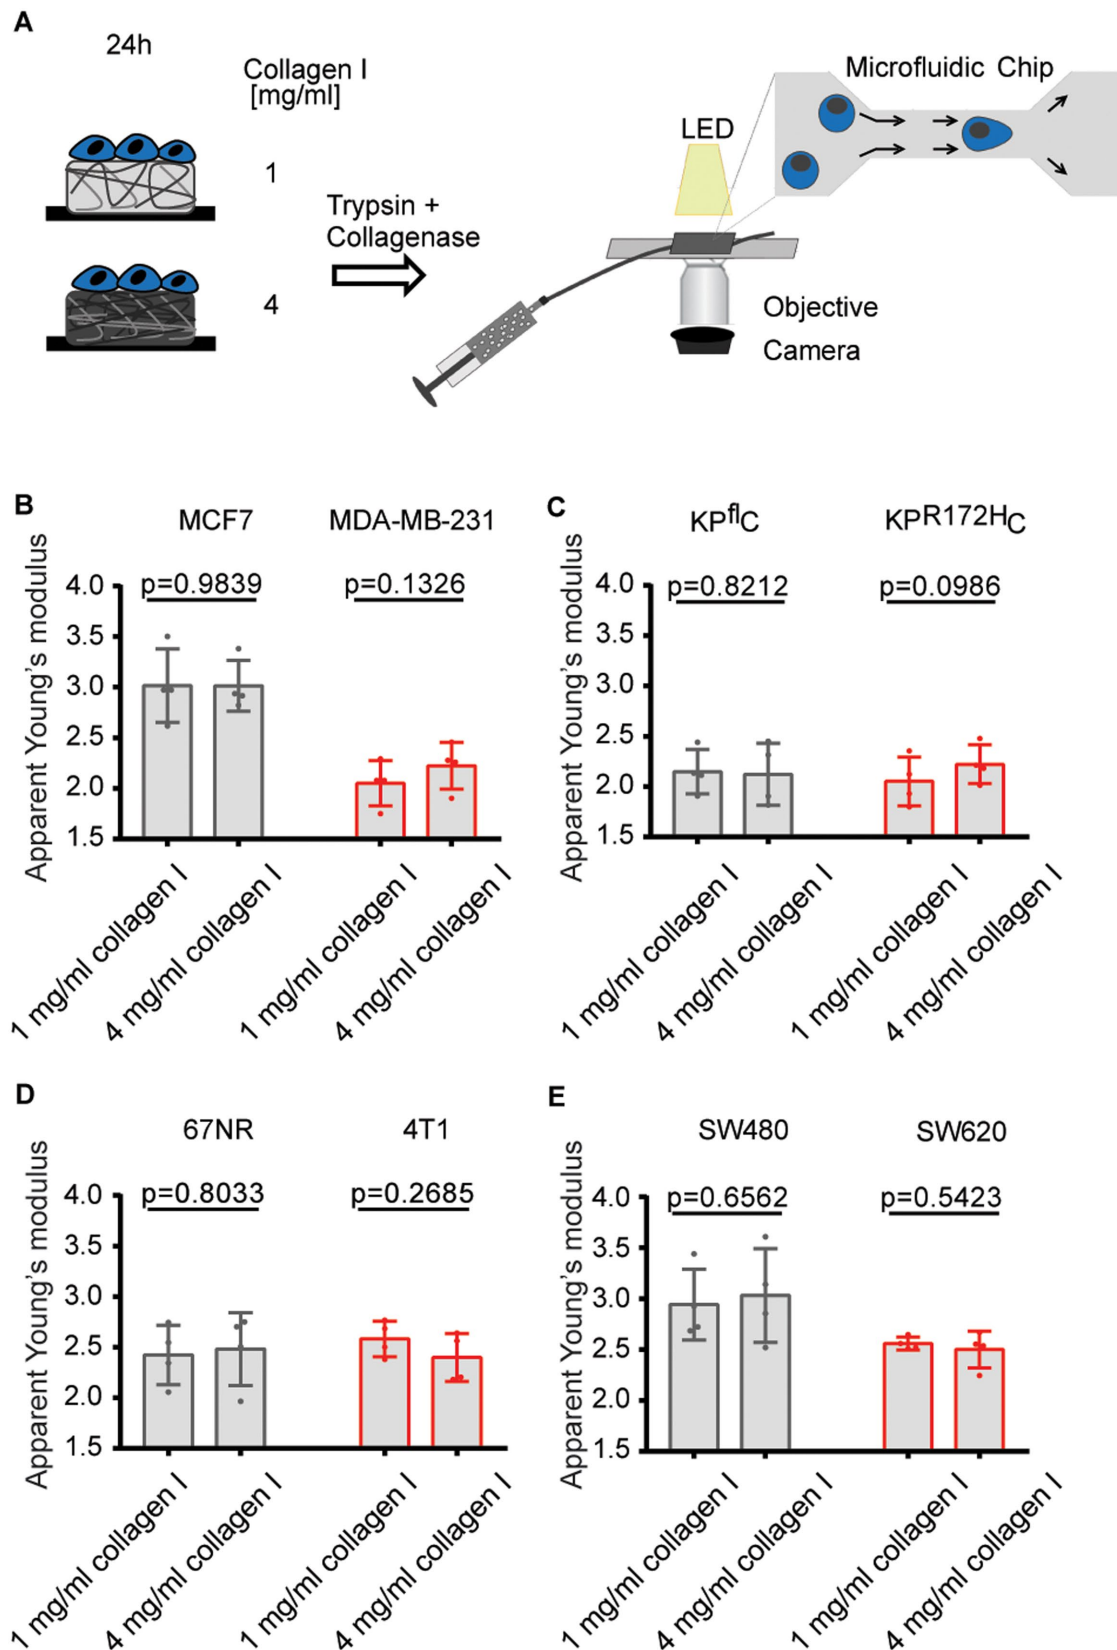 A
24h
Collagen I
[mg/ml]
1
4
Trypsin +
Collagenase
LED
Microfluidic Chip
Objective
Camera
B
MCF7
MDA-MB-231
p=0.9839
p=0.1326
Apparent Young's modulus
4.0
3.5
3.0
2.5
2.0
1.5
1 mg/ml collagen I
4 mg/ml collagen I
1 mg/ml collagen I
4 mg/ml collagen I
C
KPflC
KPR172HC
p=0.8212
p=0.0986
Apparent Young's modulus
4.0
3.5
3.0
2.5
2.0
1.5
1 mg/ml collagen I
4 mg/ml collagen I
1 mg/ml collagen I
4 mg/ml collagen I
D
67NR
4T1
p=0.8033
p=0.2685
Apparent Young's modulus
4.0
3.5
3.0
2.5
2.0
1.5
1 mg/ml collagen I
4 mg/ml collagen I
1 mg/ml collagen I
4 mg/ml collagen I
E
SW480
SW620
p=0.6562
p=0.5423
Apparent Young's modulus
4.0
3.5
3.0
2.5
2.0
1.5
1 mg/ml collagen I
4 mg/ml collagen I
1 mg/ml collagen I
4 mg/ml collagen I